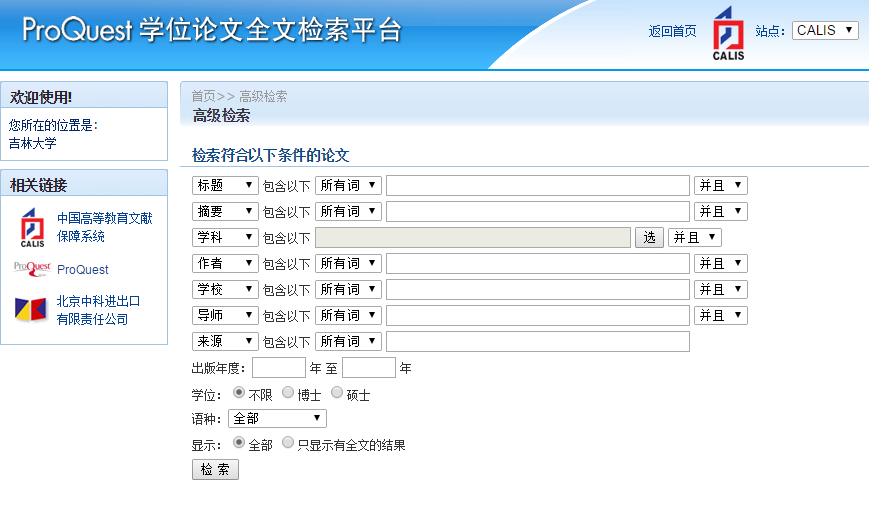 ProQuest 学位论文全文检索平台
返回首页 CALIS 站点： CALIS
欢迎使用!
您所在的位置是：
吉林大学
相关链接
CALIS 中国高等教育文献
保障系统
ProQuest ProQuest
北京中科进出口
有限责任公司
首页>> 高级检索
高级检索
检索符合以下条件的论文
标题 包含以下 所有词 并且
摘要 包含以下 所有词 并且
学科 包含以下 选 并且
作者 包含以下 所有词 并且
学校 包含以下 所有词 并且
导师 包含以下 所有词 并且
来源 包含以下 所有词
出版年度： 年 至 年
学位： 不限 博士 硕士
语种： 全部
显示： 全部 只显示有全文的结果
检 索